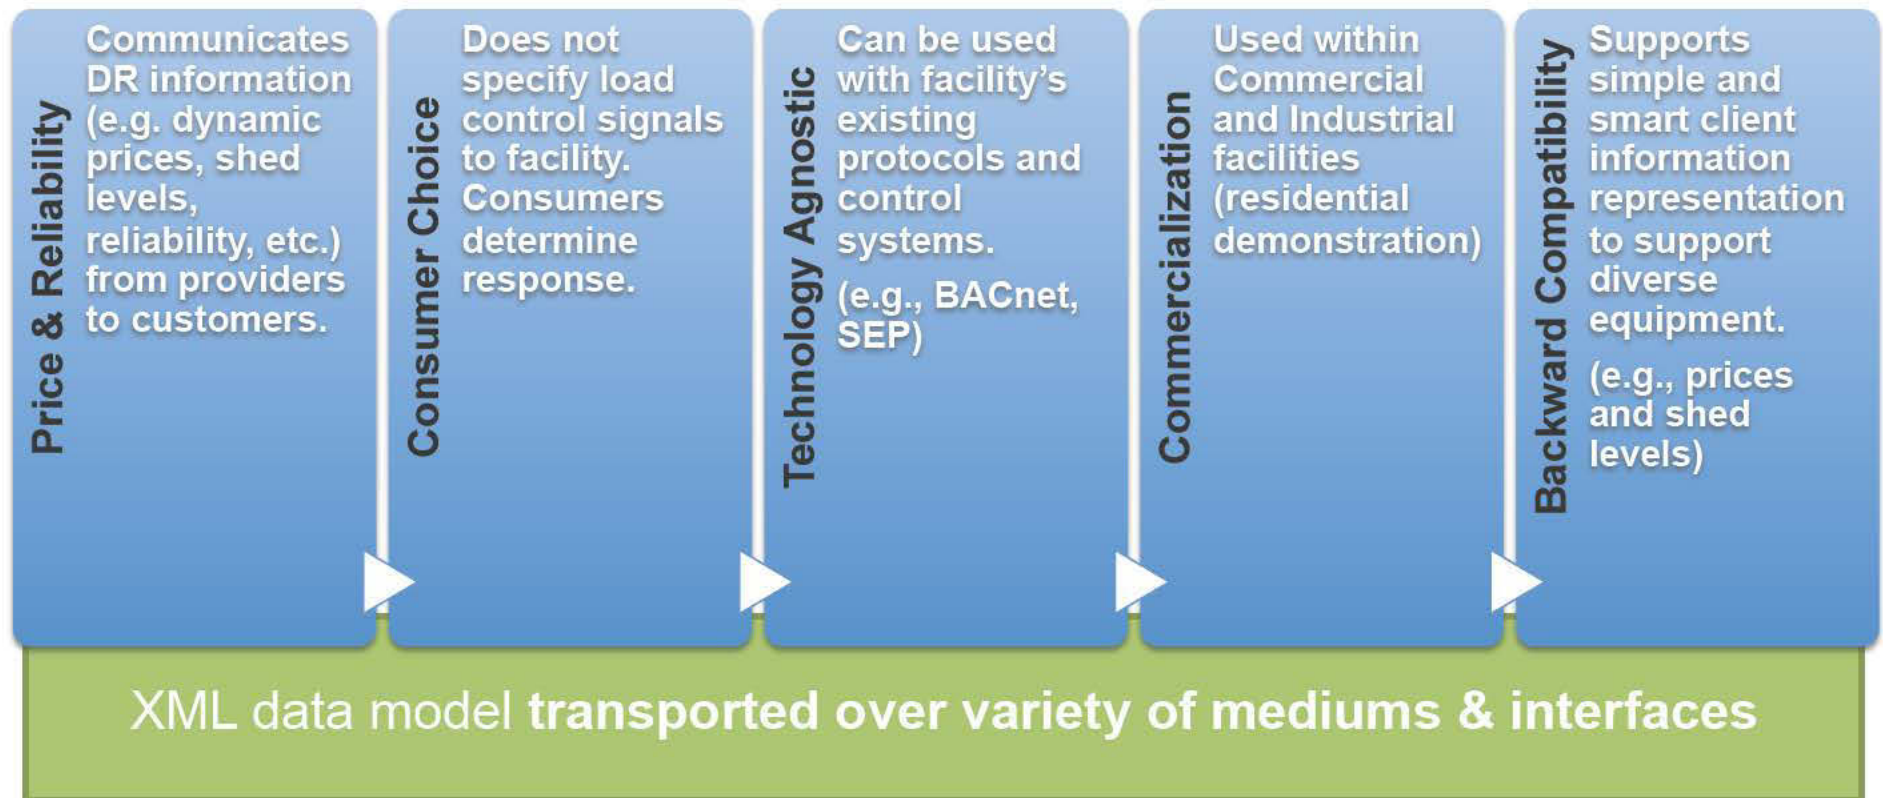 Price & Reliability
Communicates
DR information
(e.g. dynamic
prices, shed
levels,
reliability, etc.)
from providers
to customers.
Consumer Choice
Does not
specify load
control signals
to facility.
Consumers
determine
response.
Technology Agnostic
Can be used
with facility’s
existing
protocols and
control
systems.
(e.g., BACnet,
SEP)
Commercialization
Used within
Commercial
and Industrial
facilities
(residential
demonstration)
Backward Compatibility
Supports
simple and
smart client
information
representation
to support
diverse
equipment.
(e.g., prices
and shed
levels)
XML data model transported over variety of mediums & interfaces